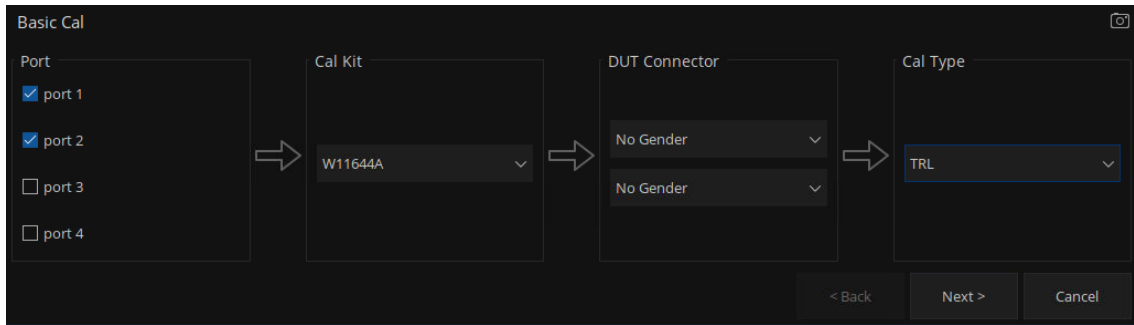 Basic Cal
Port
port 1
port 2
port 3
port 4
Cal Kit
W11644A
DUT Connector
No Gender
No Gender
Cal Type
TRL
< Back
Next >
Cancel